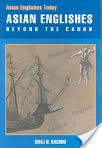 Asian Englishes Today
ASIAN ENGLISHES
BEYOND THE CANON
BRAJ B. KACHRU